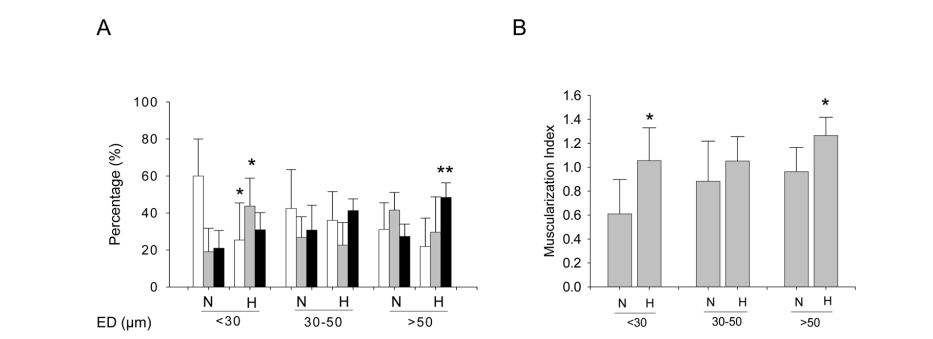 A
Percentage (%)
100
80
60
40
20
0
*
*
**
N H N H N H
ED (μm) <30 30-50 >50
B
Muscularization Index
1.6
1.4
1.2
1.0
0.8
0.6
0.4
0.2
0.0
*
*
N H N H N H
<30 30-50 >50